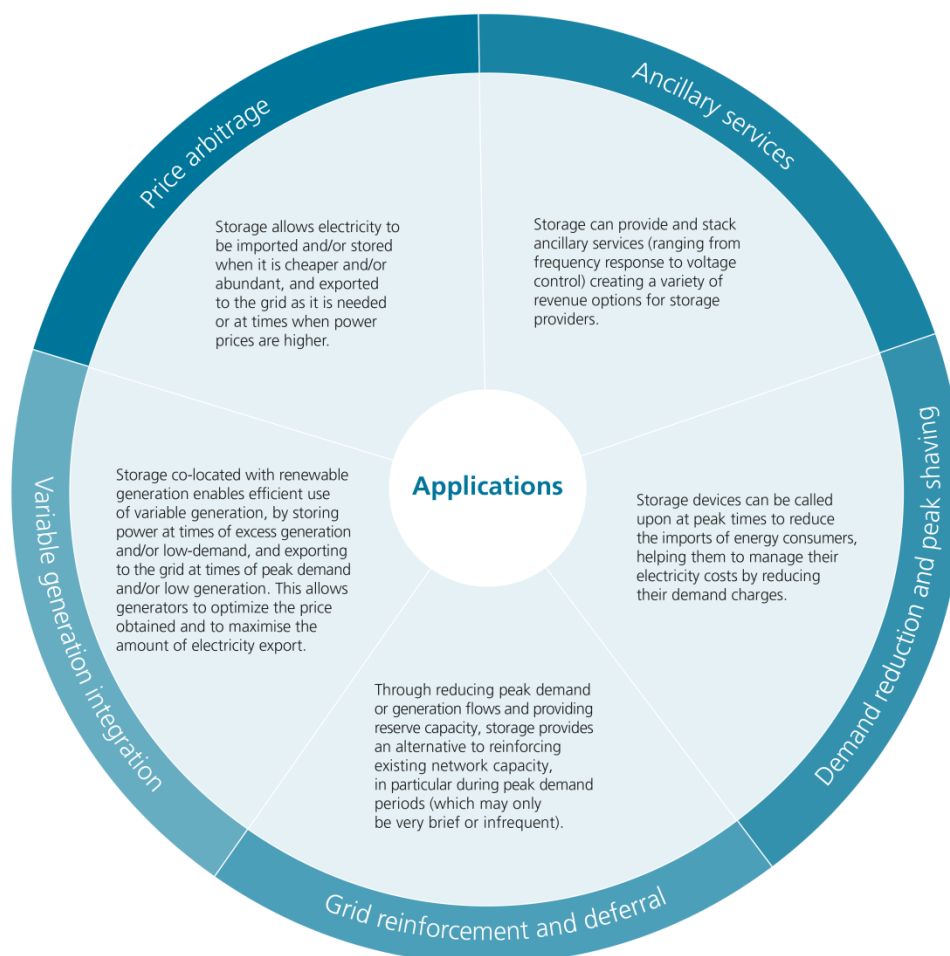 Price arbitrage
Storage allows electricity to
be imported and/or stored
when it is cheaper and/or
abundant, and exported
to the grid as it is needed
or at times when power
prices are higher.
Ancillary services
Storage can provide and stack
ancillary services (ranging from
frequency response to voltage
control) creating a variety of
revenue options for storage
providers.
Applications
Demand reduction and peak shaving
Storage devices can be called
upon at peak times to reduce
the imports of energy consumers,
helping them to manage their
electricity costs by reducing
their demand charges.
Grid reinforcement and deferral
Through reducing peak demand
or generation flows and providing
reserve capacity, storage provides
an alternative to reinforcing
existing network capacity,
in particular during peak demand
periods (which may only
be very brief or infrequent).
Variable generation integration
Storage co-located with renewable
generation enables efficient use
of variable generation, by storing
power at times of excess generation
and/or low-demand, and exporting
to the grid at times of peak demand
and/or low generation. This allows
generators to optimize the price
obtained and to maximise the
amount of electricity export.